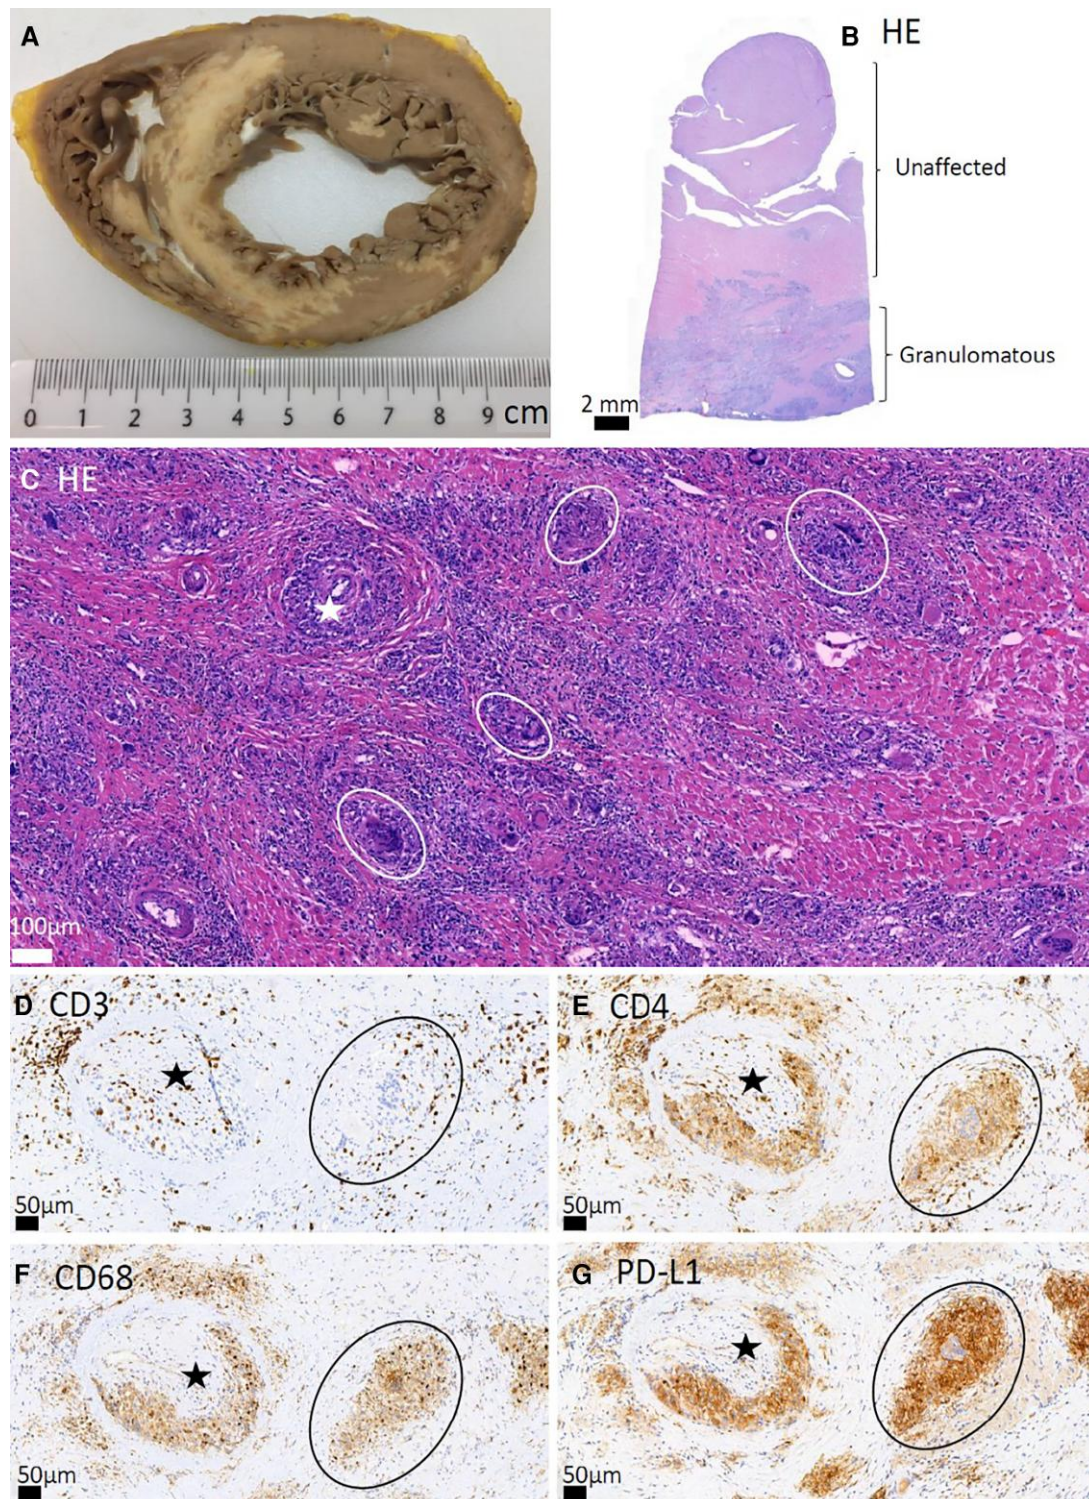 A
0 1 2 3 4 5 6 7 8 9 cm
B HE
Unaffected
Granulomatous
2 mm
C HE
100µm
D CD3
50µm
E CD4
50µm
F CD68
50µm
G PD-L1
50µm